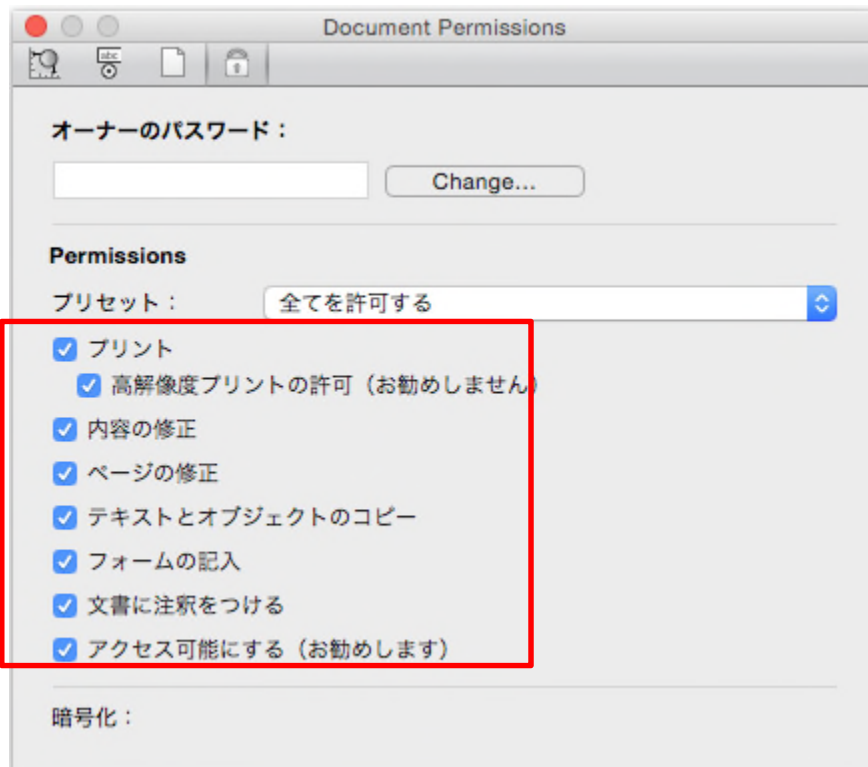 Document Permissions
abc
オーナーのパスワード：
Change...
Permissions
プリセット： 全てを許可する
プリント
高解像度プリントの許可（お勧めしません）
内容の修正
ページの修正
テキストとオブジェクトのコピー
フォームの記入
文書に注釈をつける
アクセス可能にする（お勧めします）
暗号化：